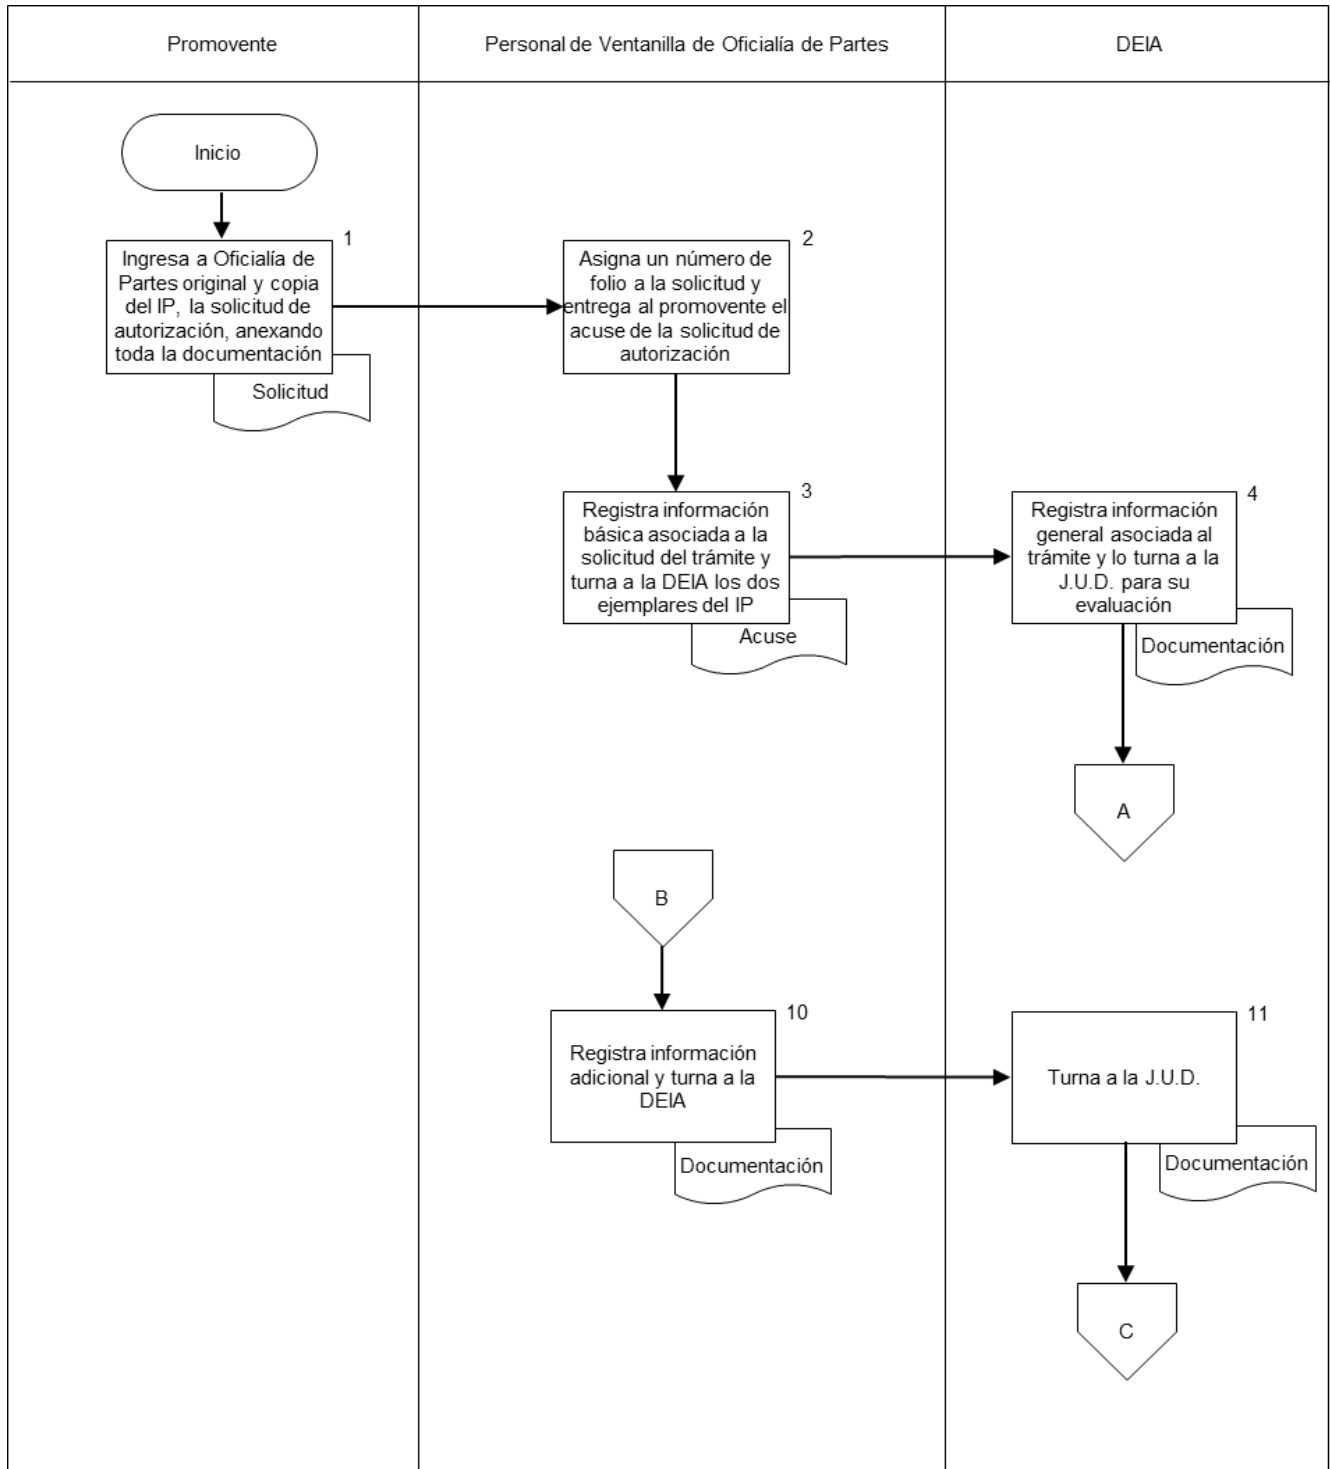 Promovente
Personal de Ventanilla de Oficialía de Partes
DEIA
Inicio
1
Ingresa a Oficialía de
Partes original y copia
del IP, la solicitud de
autorización, anexando
toda la documentación
Solicitud
2
Asigna un número de
folio a la solicitud y
entrega al promovente el
acuse de la solicitud de
autorización
3
Registra información
básica asociada a la
solicitud del trámite y
turna a la DEIA los dos
ejemplares del IP
Acuse
4
Registra información
general asociada al
trámite y lo turna a la
J.U.D. para su
evaluación
Documentación
A
B
10
Registra información
adicional y turna a la
DEIA
Documentación
11
Turna a la J.U.D.
Documentación
C